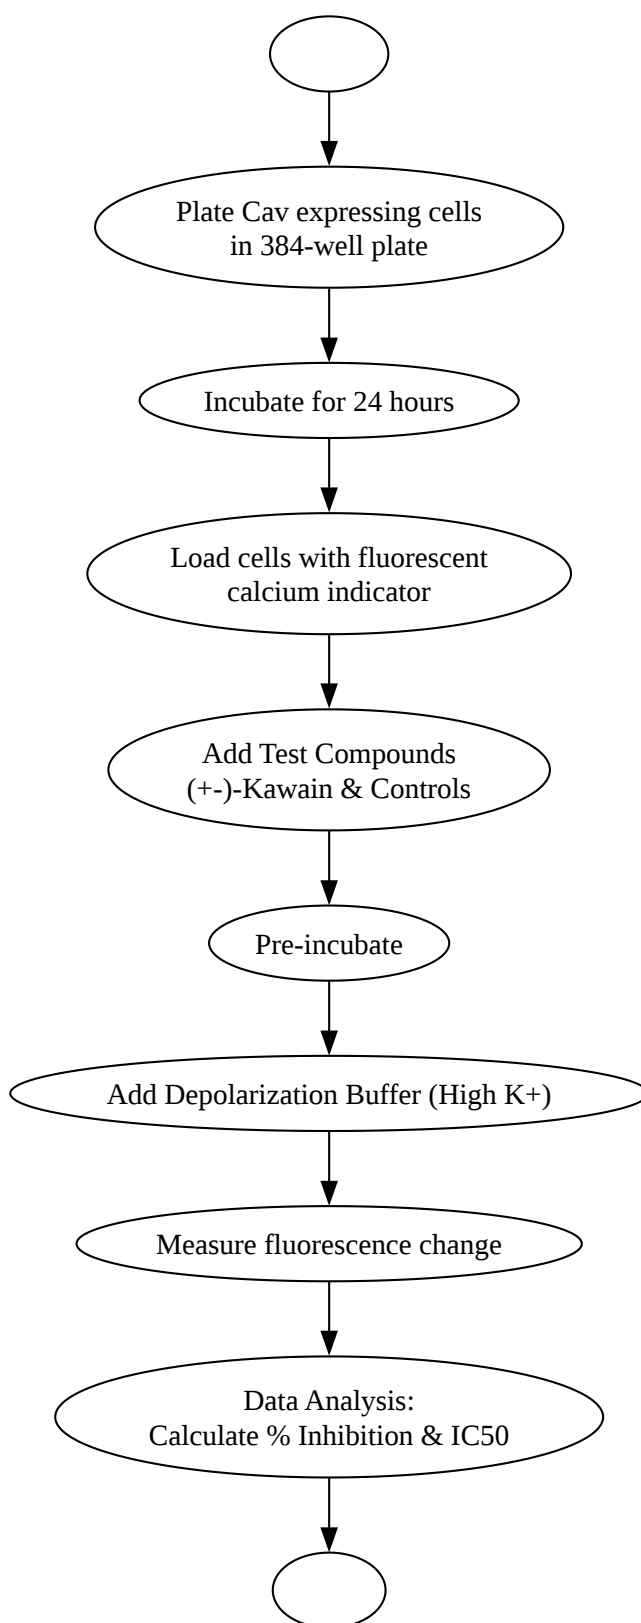 Plate Cav expressing cells
in 384-well plate
Incubate for 24 hours
Load cells with fluorescent
calcium indicator
Add Test Compounds
(+-)-Kawain & Controls
Pre-incubate
Add Depolarization Buffer (High K+)
Measure fluorescence change
Data Analysis:
Calculate % Inhibition & IC50